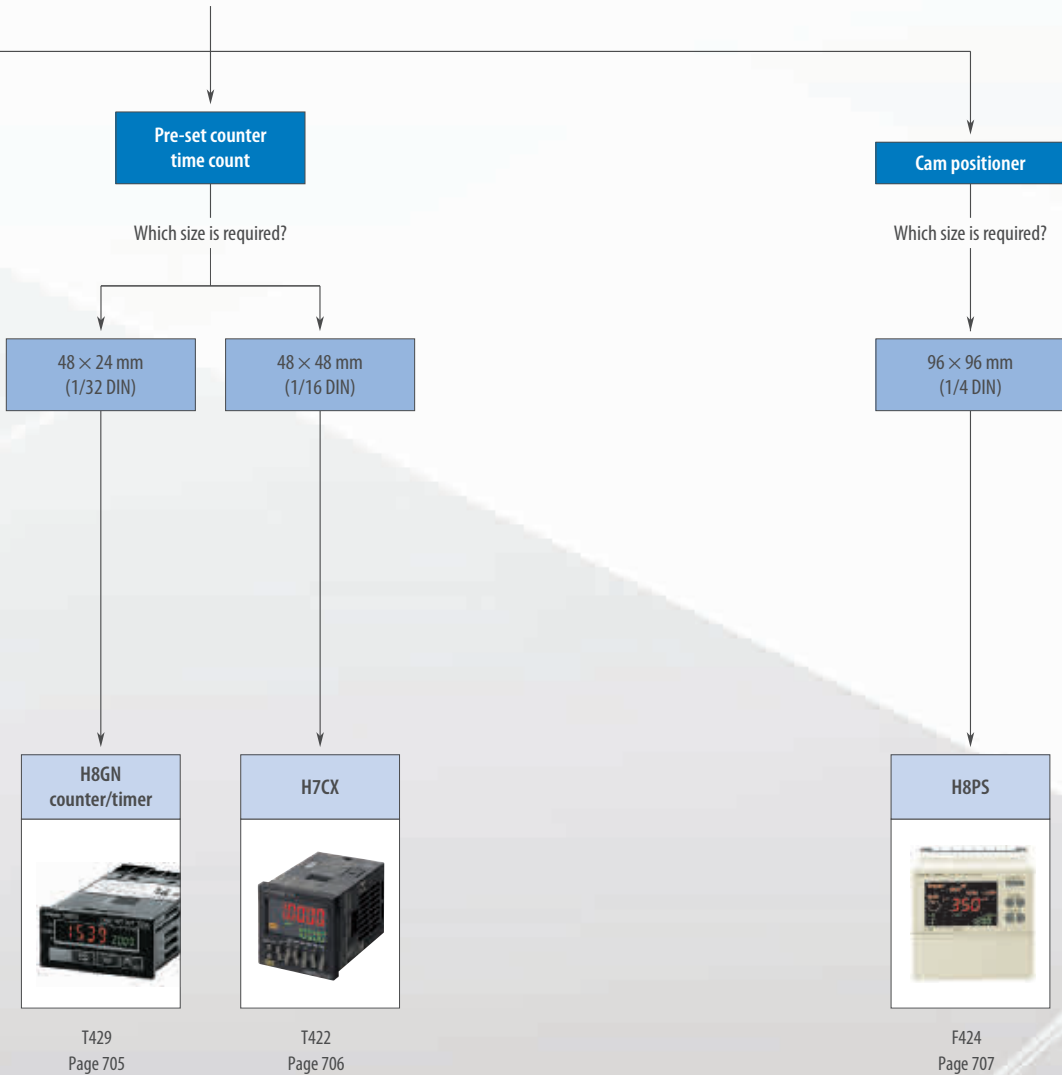 Pre-set counter
time count
Cam positioner
Which size is required?
Which size is required?
48 × 24 mm
(1/32 DIN)
48 × 48 mm
(1/16 DIN)
96 × 96 mm
(1/4 DIN)
H8GN
counter/timer
H7CX
H8PS
1539
2000
350
T429
Page 705
T422
Page 706
F424
Page 707